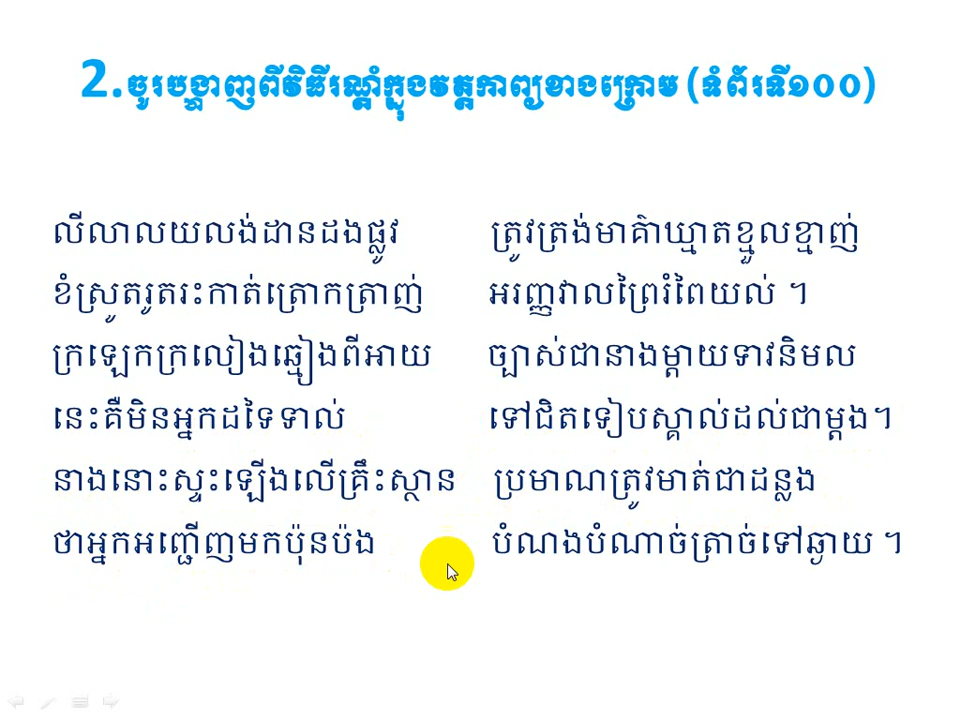 2.ចូរបង្ហាញពីវិធីរណ្ដំក្នុងវត្តកាព្យខាងក្រោម (ទំព័រទី១០០)
លីលាលយលង់ដានដងផ្លូវ ត្រូវត្រង់មាគ៌ាឃ្មាតខ្មួលខ្មាញ់
ខំស្រូតរូតរះកាត់ត្រោកត្រាញ់ អរញ្ញវាលព្រៃរំពៃយល់ ។
ក្រឡេកក្រលៀងឆ្មៀងពីអាយ ច្បាស់ជានាងម្ដាយទាវនិមល
នេះគឺមិនអ្នកដទៃទាល់ ទៅជិតទៀបស្គាល់ដល់ជាម្ដង។
នាងនោះស្ទុះឡើងលើគ្រឹះស្ថាន ប្រមាណត្រូវមាត់ជាដន្លង
ថាអ្នកអញ្ជើញមកប៉ុនប៉ង បំណងបំណាច់ត្រាច់ទៅឆ្ងាយ ។